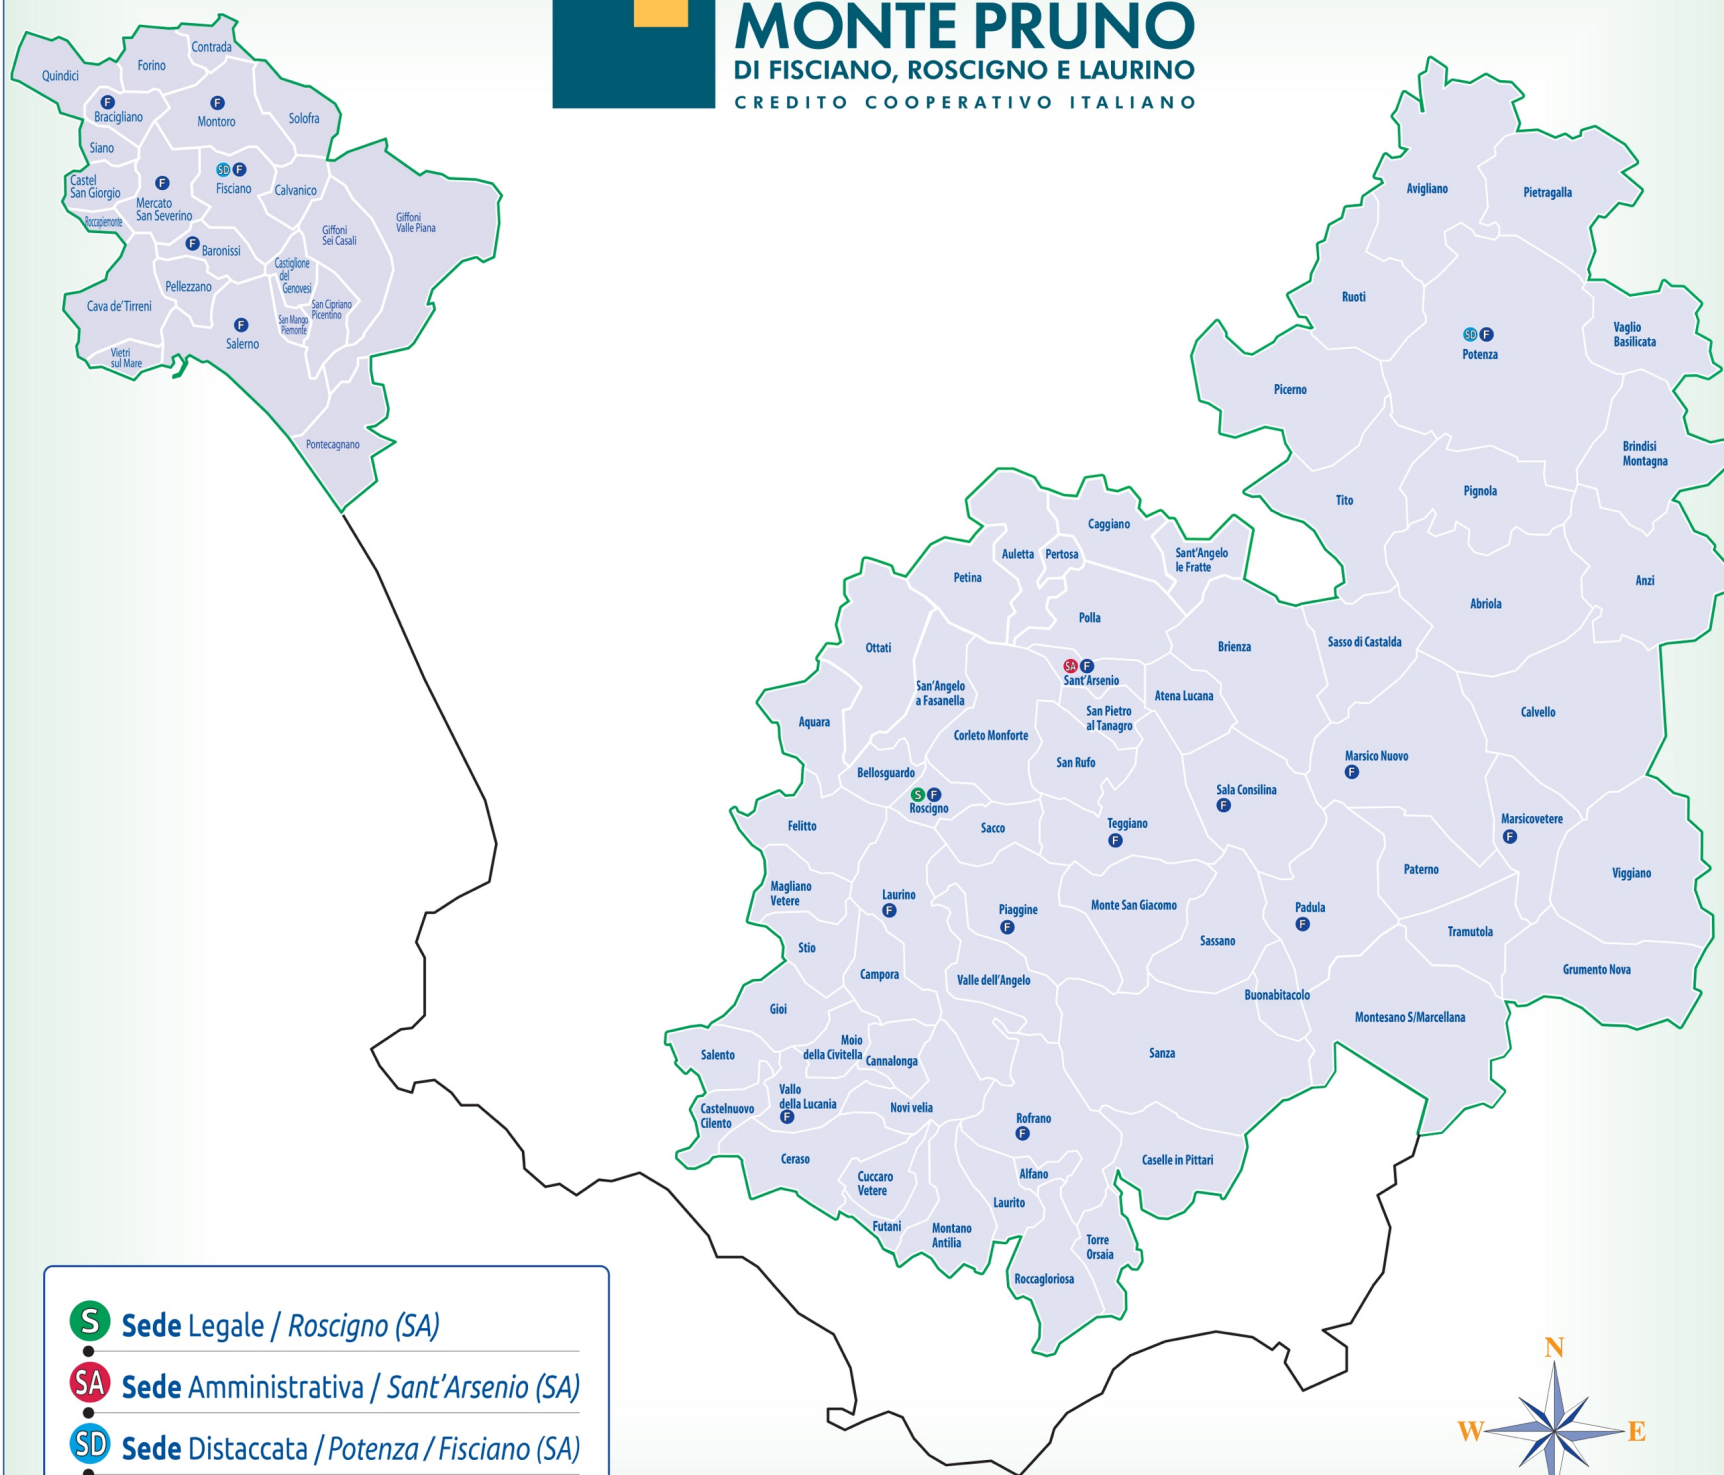 MONTE PRUNO
DI FISCIANO, ROSCIGNO E LAURINO
CREDITO COOPERATIVO ITALIANO
Contrada
Quindici
Forino
F
Bracigliano
F
Montoro
Solofra
Siano
Castel
San Giorgio
F
Mercato
San Severino
SD F
Fisciano
Calvanico
Roccapiemonte
Giffoni
Valle Piana
Giffoni
Sei Casali
F Baronissi
Castiglione
del
Genovesi
Pellezzano
Cava de'Tirreni
San Cipriano
Picentino
San Mango
Piemonte
F
Salerno
Vietri
sul Mare
Pontecagnano
Avigliano
Pietragalla
Ruoti
SD F
Potenza
Vaglio
Basilicata
Picerno
Brindisi
Montagna
Tito
Pignola
Caggiano
Auletta
Pertosa
Sant'Angelo
le Fratte
Petina
Anzi
Abriola
Polla
Ottati
Brienza
Sasso di Castalda
SA F
Sant'Arsenio
San'Angelo
a Fasanella
Atena Lucana
San Pietro
al Tanagro
Calvello
Aquara
Corleto Monforte
San Rufo
Marsico Nuovo
F
Bellosguardo
S F
Roscigno
Sala Consilina
F
Felitto
Sacco
Teggiano
F
Marsicovetere
F
Paterno
Viggiano
Magliano
Vetere
Laurino
F
Piaggine
F
Monte San Giacomo
Padula
F
Tramutola
Stio
Sassano
Campora
Valle dell'Angelo
Grumento Nova
Buonabitacolo
Gioi
Montesano S/Marcellana
Moio
della Civitella
Salento
Cannalonga
Sanza
Vallo
della Lucania
F
Castelnuovo
Cilento
Novi velia
Rofrano
F
Ceraso
Caselle in Pittari
Cuccaro
Vetere
Alfano
Laurito
Futani
Montano
Antilia
Torre
Orsaia
Roccagloriosa
S Sede Legale / Roscigno (SA)
SA Sede Amministrativa / Sant'Arsenio (SA)
SD Sede Distaccata / Potenza / Fisciano (SA)
N
W E